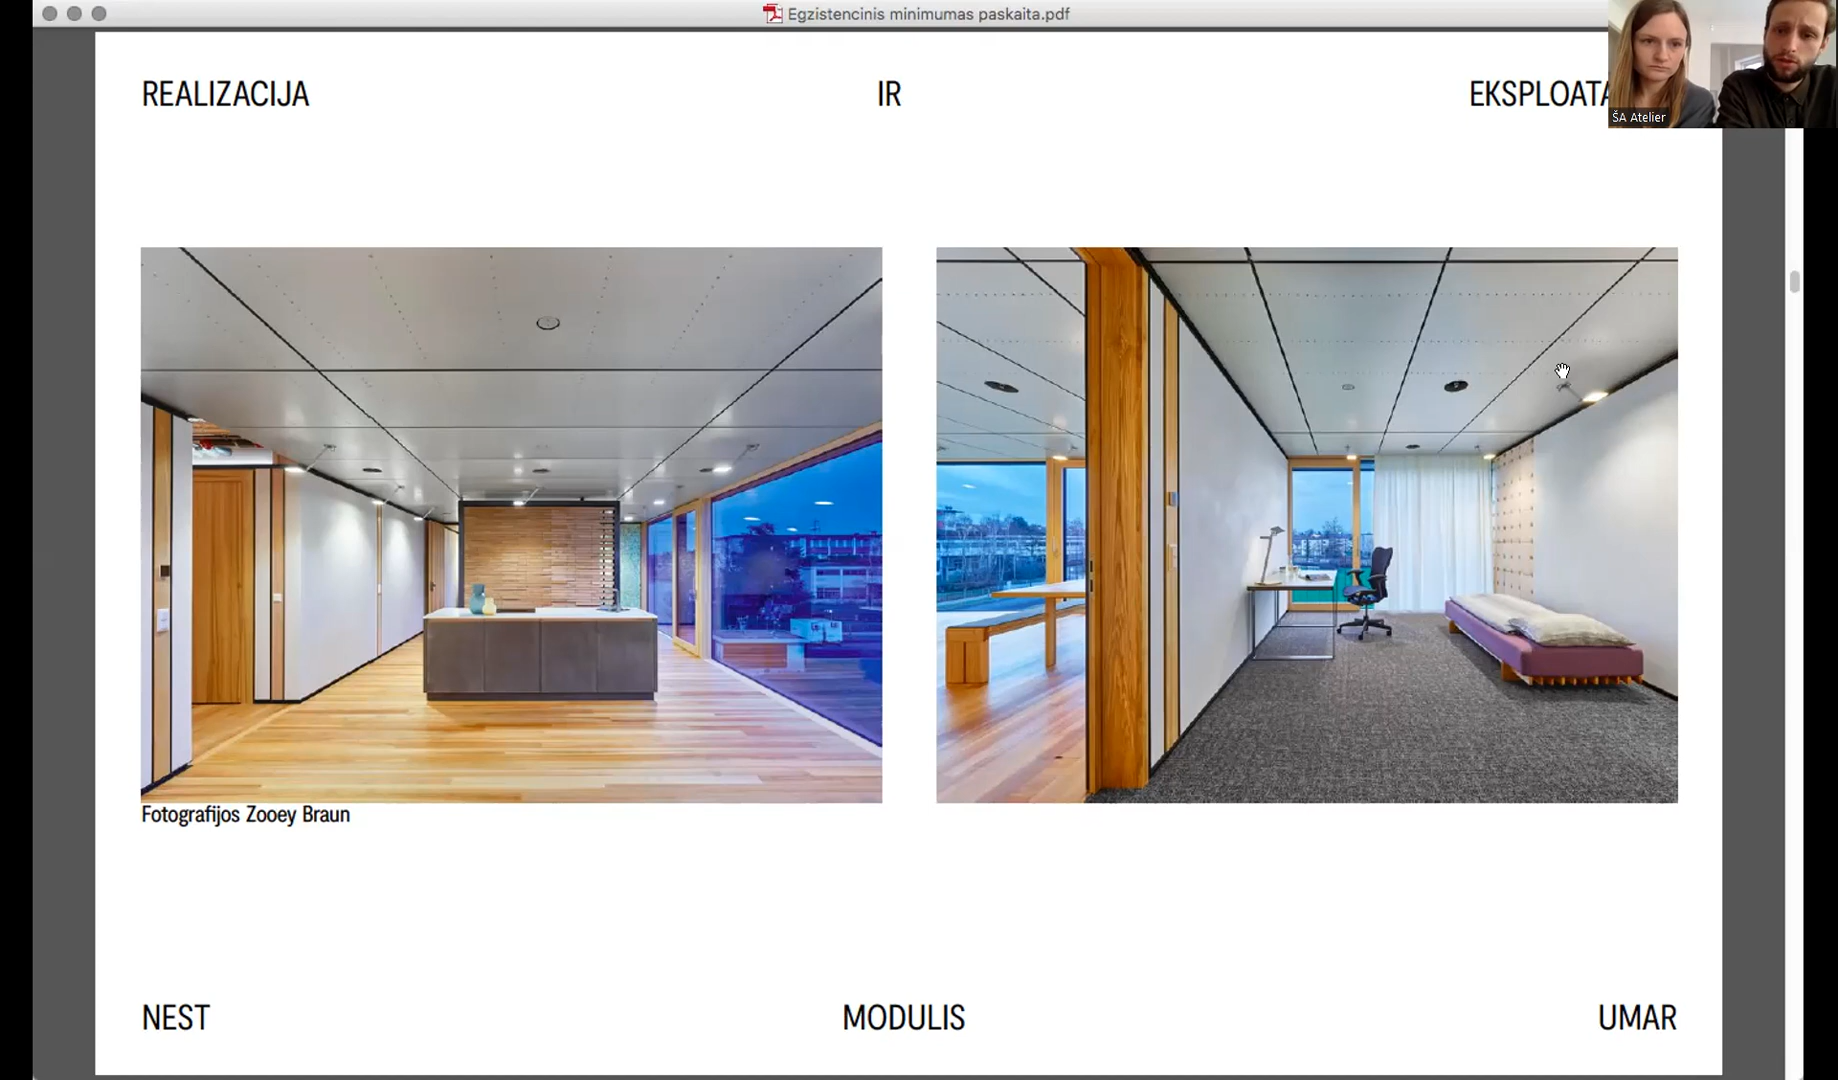 Egzistencinis minimumas paskaita.pdf
REALIZACIJA IR EKSPLOATA
ŠA Atelier
Fotografijos Zooey Braun
NEST MODULIS UMAR